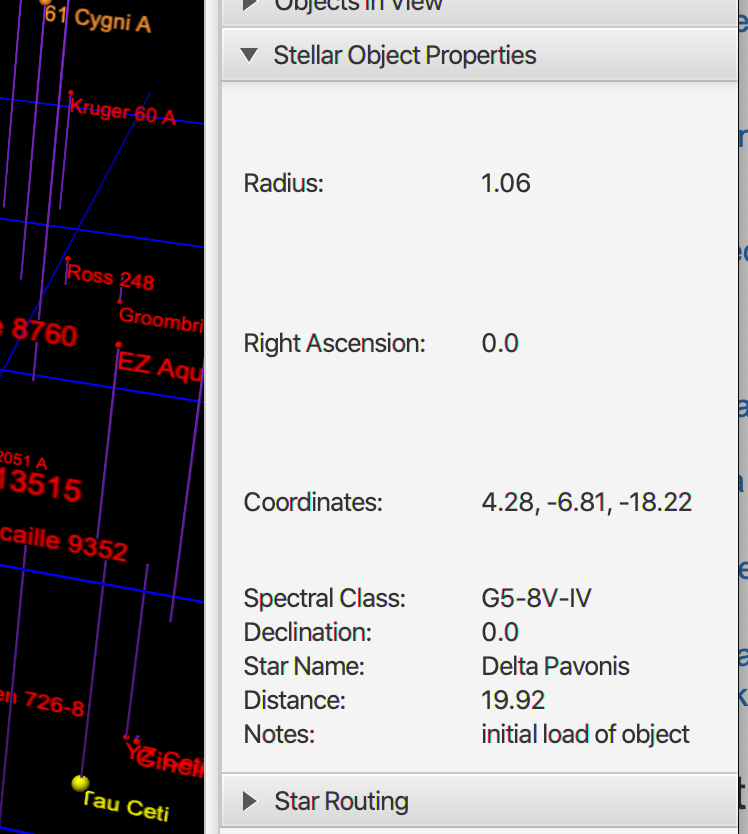 61 Cygni A
Kruger 60 A
Ross 248
Groombri
8760
EZ Aqu
2051 A
13515
caille 9352
en 726-8
Tau Ceti
Objects in View
Stellar Object Properties
Radius: 1.06
Right Ascension: 0.0
Coordinates: 4.28, -6.81, -18.22
Spectral Class: G5-8V-IV
Declination: 0.0
Star Name: Delta Pavonis
Distance: 19.92
Notes: initial load of object
Star Routing